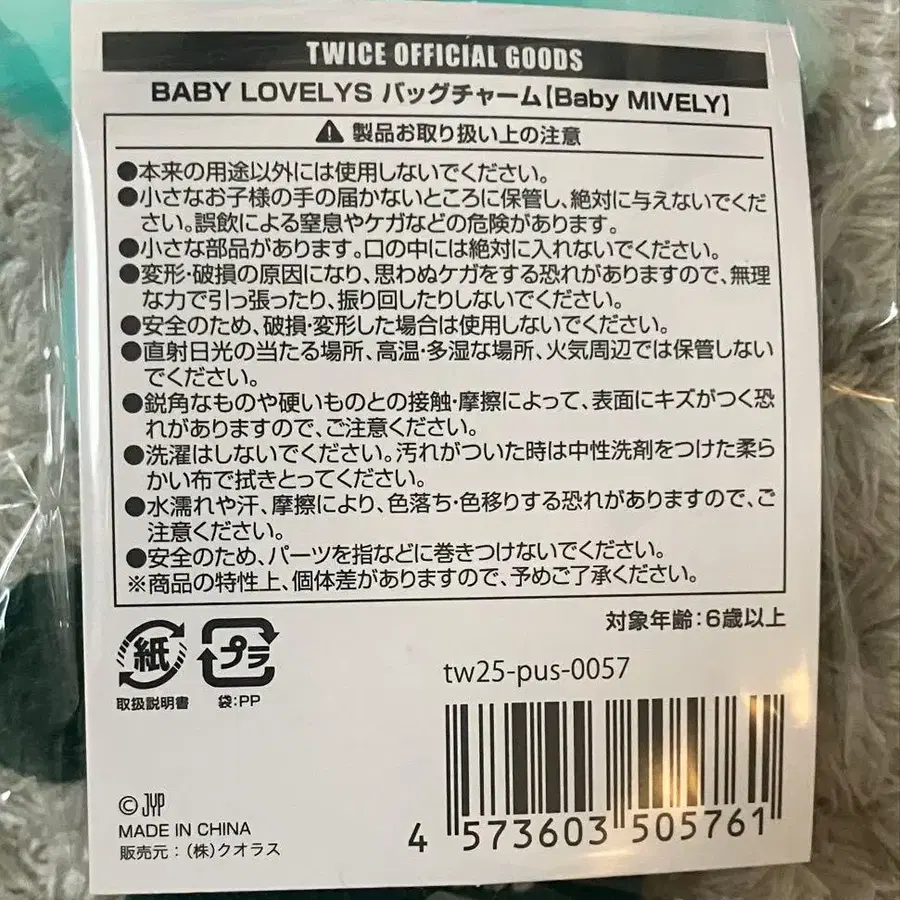 TWICE OFFICIAL GOODS
BABY LOVELYS バッグチャーム【Baby MIVELY】
製品お取り扱い上の注意
●本来の用途以外には使用しないでください。
●小さなお子様の手の届かないところに保管し、絶対に与えないでくだ
さい。誤飲による窒息やケガなどの危険があります。
●小さな部品があります。口の中には絶対に入れないでください。
●変形・破損の原因になり、思わぬケガをする恐れがありますので、無理
な力で引っ張ったり、振り回したりしないでください。
●安全のため、破損・変形した場合は使用しないでください。
●直射日光の当たる場所、高温・多湿な場所、火気周辺では保管しない
でください。
●鋭角なものや硬いものとの接触・摩擦によって、表面にキズがつく恐
れがありますので、ご注意ください。
●洗濯はしないでください。汚れがついた時は中性洗剤をつけた柔ら
かい布で拭きとってください。
●水濡れや汗、摩擦により、色落ち・色移りする恐れがありますので、ご
注意ください。
●安全のため、パーツを指などに巻きつけないでください。
※商品の特性上、個体差がありますので、予めご了承ください。
対象年齢：6歳以上
紙 プラ
取扱説明書 袋：PP
tw25-pus-0057
© JYP
MADE IN CHINA
販売元：（株）クオラス
4 573603 505761